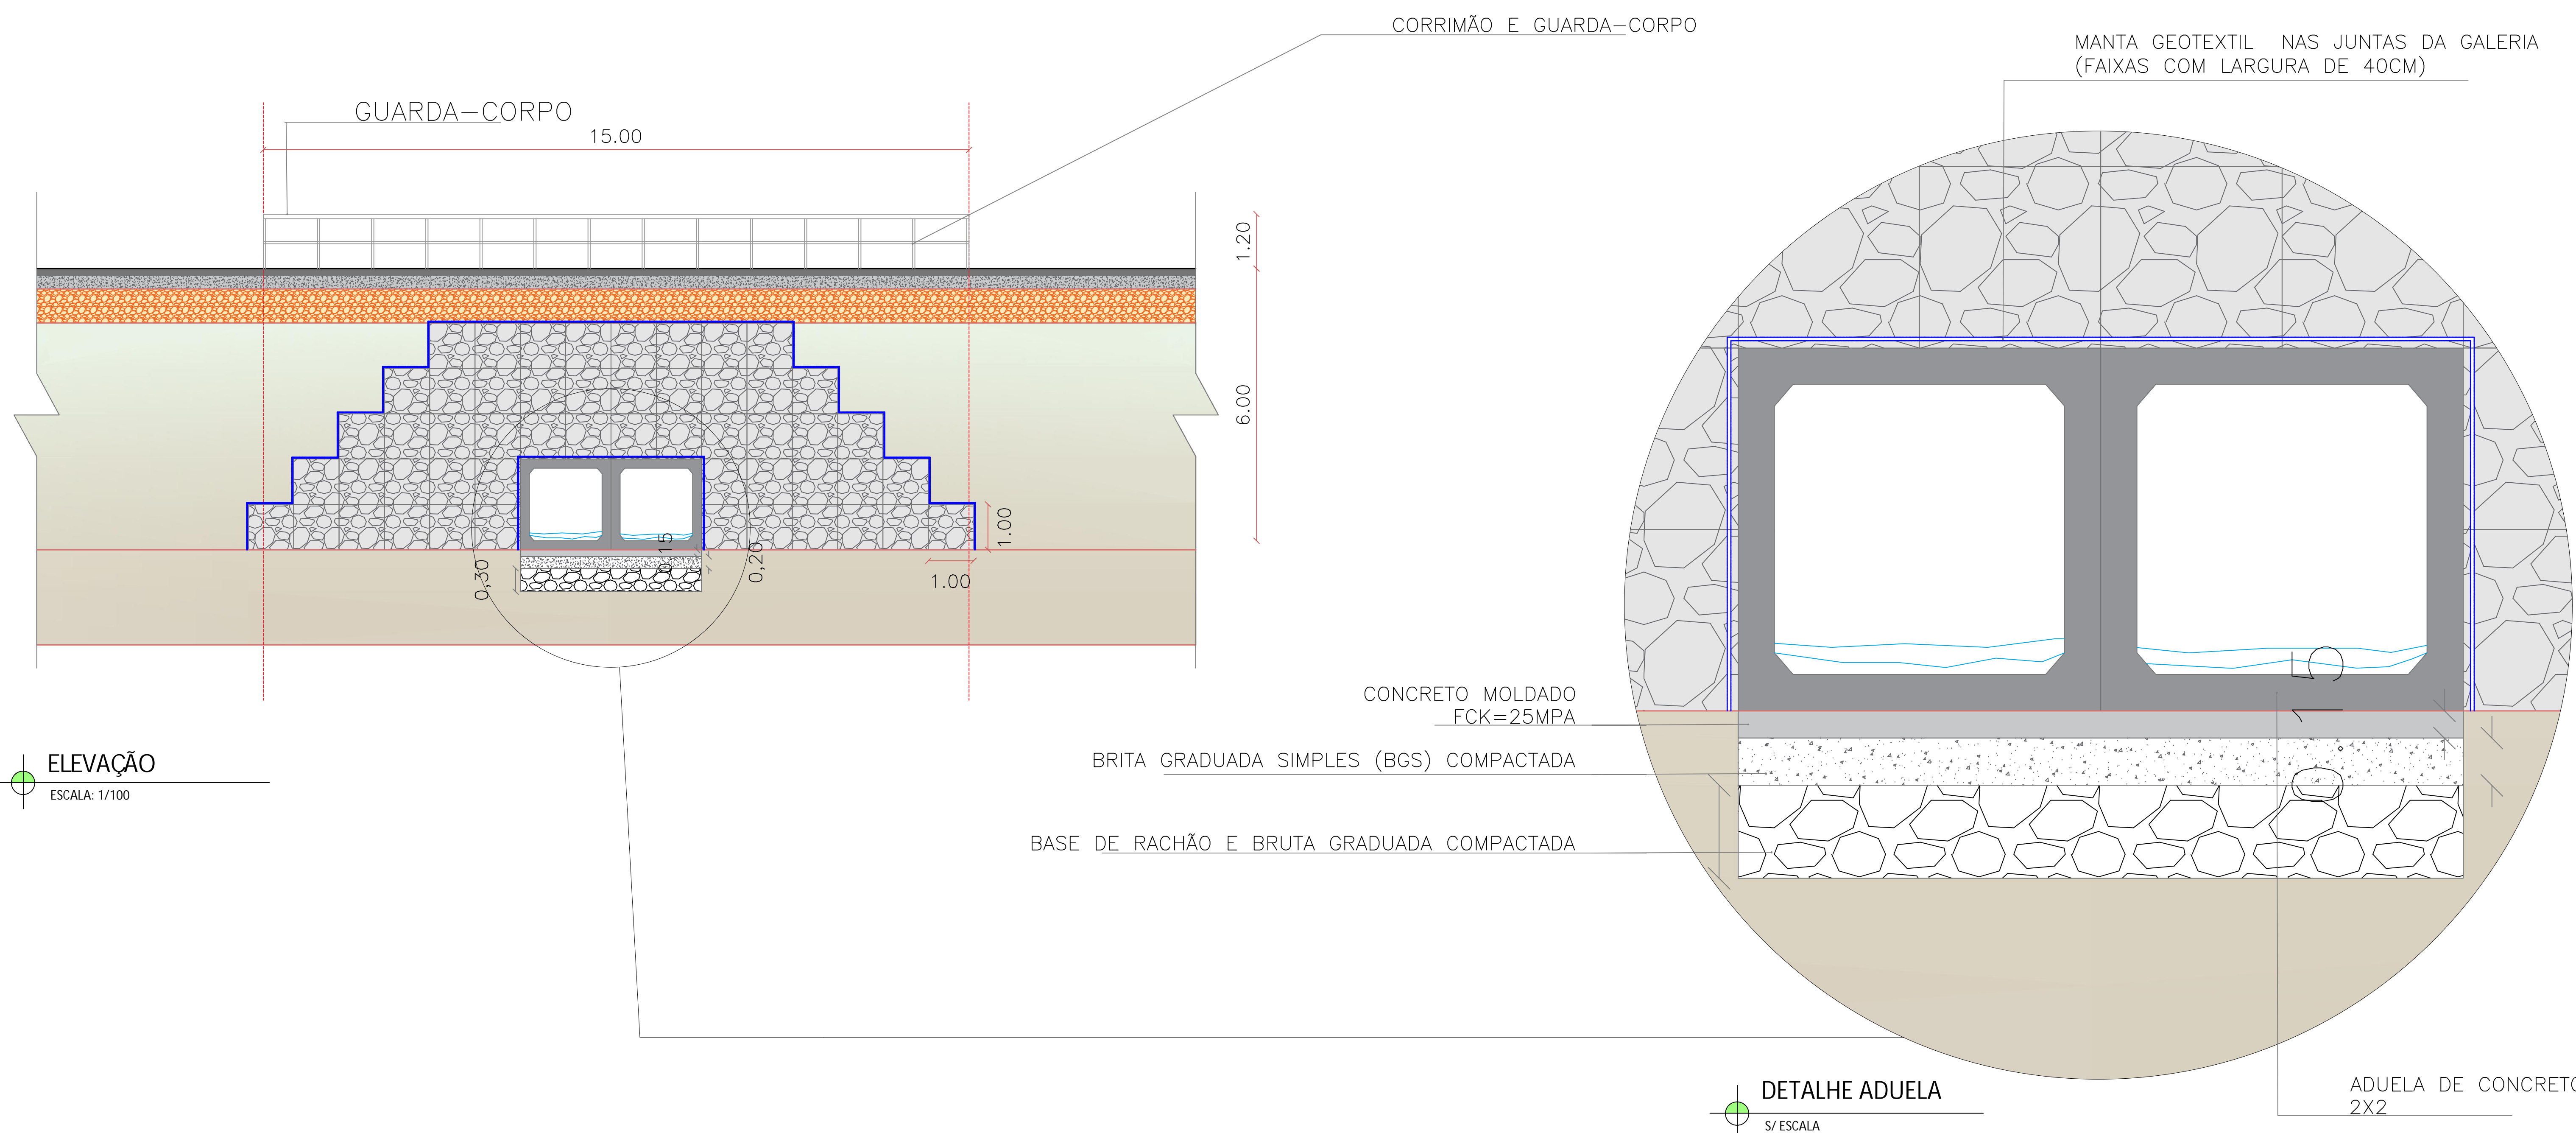 CORRIMÃO E GUARDA-CORPO
MANTA GEOTEXTIL NAS JUNTAS DA GALERIA
(FAIXAS COM LARGURA DE 40CM)
GUARDA-CORPO
15.00
1.20
6.00
1.00
1.00
0,15
0,20
0,30
CONCRETO MOLDADO
FCK=25MPA
BRITA GRADUADA SIMPLES (BGS) COMPACTADA
BASE DE RACHÃO E BRUTA GRADUADA COMPACTADA
0.15
ELEVAÇÃO
ESCALA: 1/100
DETALHE ADUELA
S/ ESCALA
ADUELA DE CONCRETO
2X2